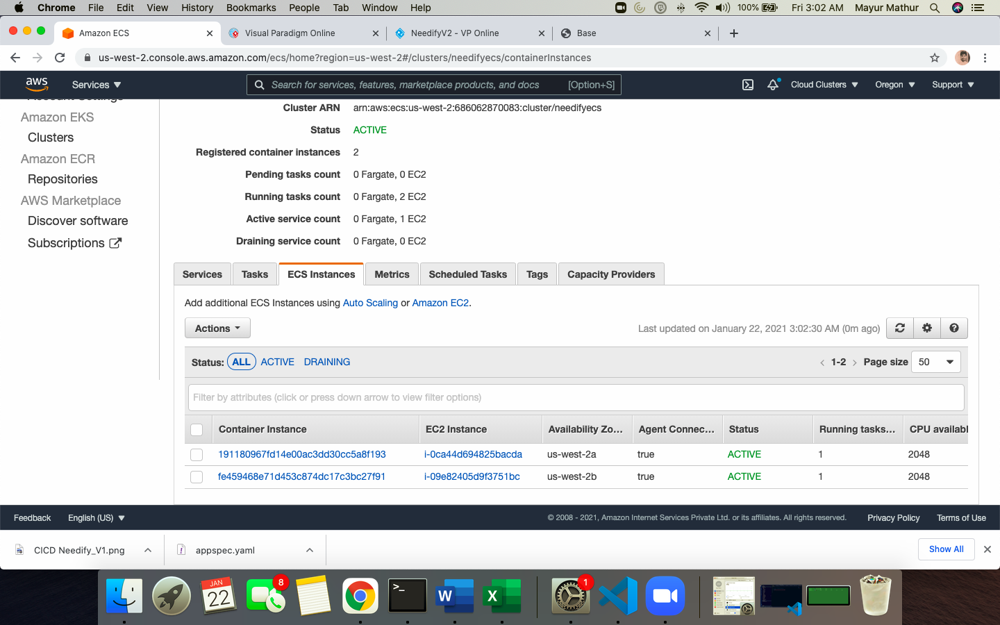 Chrome File Edit View History Bookmarks People Tab Window Help 100% Fri 3:02 AM Mayur Mathur
Amazon ECS Visual Paradigm Online NeedifyV2 - VP Online Base
us-west-2.console.aws.amazon.com/ecs/home?region=us-west-2#/clusters/needifyecs/containerInstances
aws Services Search for services, features, marketplace products, and docs [Option+S] Cloud Clusters Oregon Support
Account Settings
Amazon EKS
Clusters
Amazon ECR
Repositories
AWS Marketplace
Discover software
Subscriptions
Cluster ARN arn:aws:ecs:us-west-2:686062870083:cluster/needifyecs
Status ACTIVE
Registered container instances 2
Pending tasks count 0 Fargate, 0 EC2
Running tasks count 0 Fargate, 2 EC2
Active service count 0 Fargate, 1 EC2
Draining service count 0 Fargate, 0 EC2
Services Tasks ECS Instances Metrics Scheduled Tasks Tags Capacity Providers
Add additional ECS Instances using Auto Scaling or Amazon EC2.
Actions Last updated on January 22, 2021 3:02:30 AM (0m ago)
Status: ALL ACTIVE DRAINING 1-2 Page size 50
Filter by attributes (click or press down arrow to view filter options)
Container Instance EC2 Instance Availability Zo... Agent Connec... Status Running tasks... CPU availabl
191180967fd14e00ac3dd30cc5a8f193 i-0ca44d694825bacda us-west-2a true ACTIVE 1 2048
fe459468e71d453c874dc17c3bc27f91 i-09e82405d9f3751bc us-west-2b true ACTIVE 1 2048
Feedback English (US) © 2008 - 2021, Amazon Internet Services Private Ltd. or its affiliates. All rights reserved. Privacy Policy Terms of Use
CICD Needify_V1.png appspec.yaml Show All
JAN
22
8
>_
W
X
1